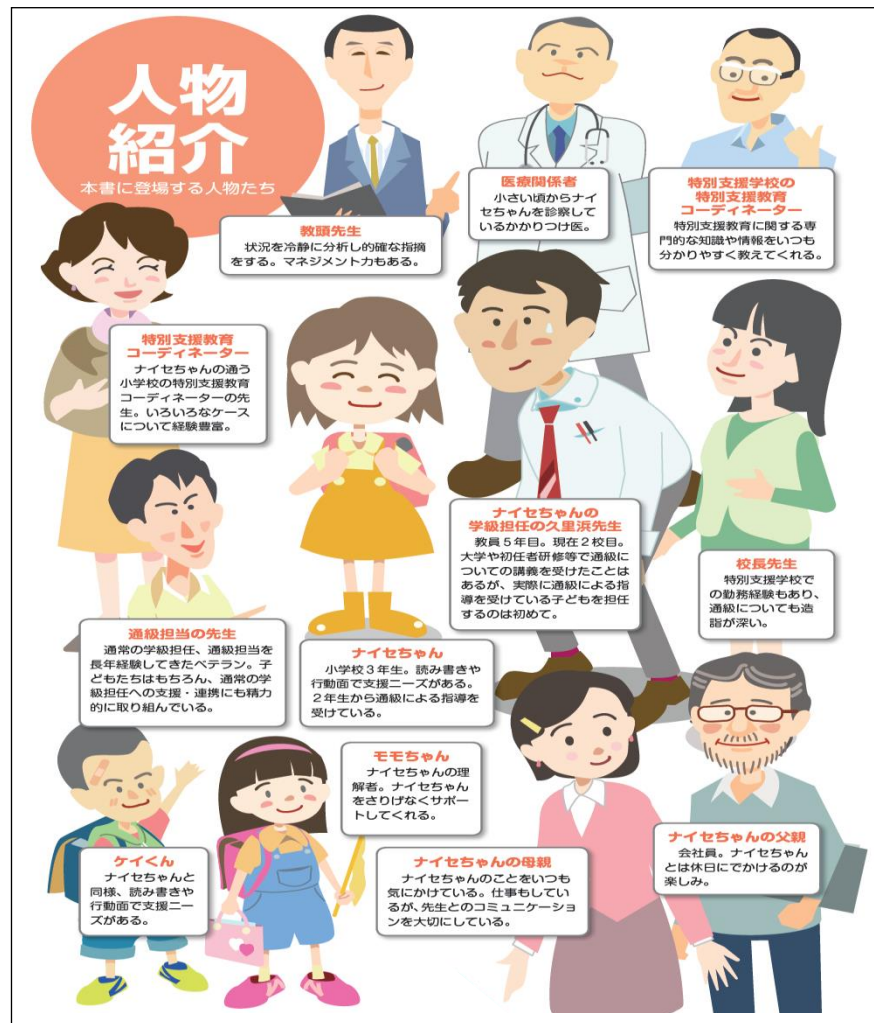 人物
紹介
本書に登場する人物たち
教頭先生
状況を冷静に分析し的確な指摘
をする。マネジメント力もある。
医療関係者
小さい頃からナイ
セちゃんを診察して
いるかかりつけ医。
特別支援学校の
特別支援教育
コーディネーター
特別支援教育に関する専
門的な知識や情報をいつも
分かりやすく教えてくれる。
特別支援教育
コーディネーター
ナイセちゃんの通う
小学校の特別支援教育
コーディネーターの先
生。いろいろなケース
について経験豊富。
ナイセちゃんの
学級担任の久里浜先生
教員5年目。現在2校目。
大学や初任者研修等で通級に
ついての講義を受けたことは
あるが、実際に通級による指
導を受けている子どもを担任
するのは初めて。
校長先生
特別支援学校で
の勤務経験もあり、
通級についても造
詣が深い。
通級担当の先生
通常の学級担任、通級担当を
長年経験してきたベテラン。子
どもたちはもちろん、通常の学
級担任への支援・連携にも精力
的に取り組んでいる。
ナイセちゃん
小学校3年生。読み書きや
行動面で支援ニーズがある。
2年生から通級による指導を
受けている。
モモちゃん
ナイセちゃんの理
解者。ナイセちゃん
をさりげなくサポー
トしてくれる。
ケイくん
ナイセちゃんと
同様、読み書きや
行動面で支援ニー
ズがある。
ナイセちゃんの母親
ナイセちゃんのことをいつも
気にかけている。仕事もしてい
るが、先生とのコミュニケーショ
ンを大切にしている。
ナイセちゃんの父親
会社員。ナイセちゃん
とは休日にでかけるのが
楽しみ。